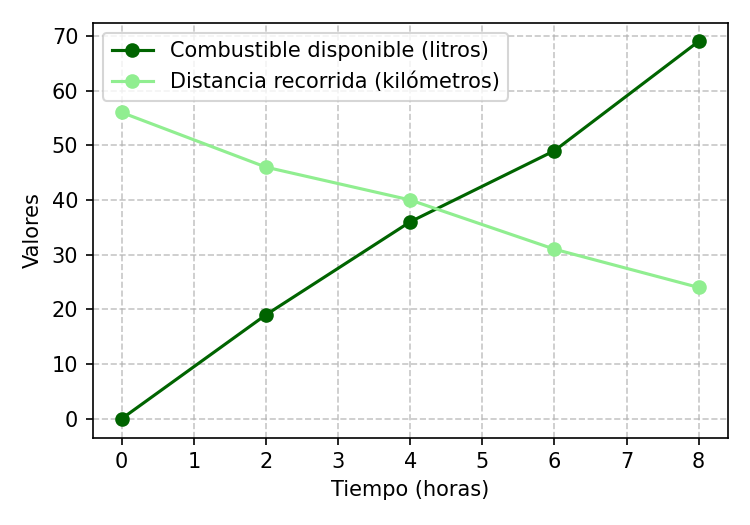 Combustible disponible (litros)
Distancia recorrida (kilómetros)
Valores
70
60
50
40
30
20
10
0
0 1 2 3 4 5 6 7 8
Tiempo (horas)